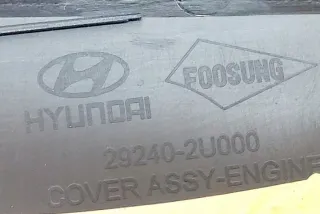 HYUNDAI FOOSUNG
29240-2U000
COVER ASSY-ENGINE